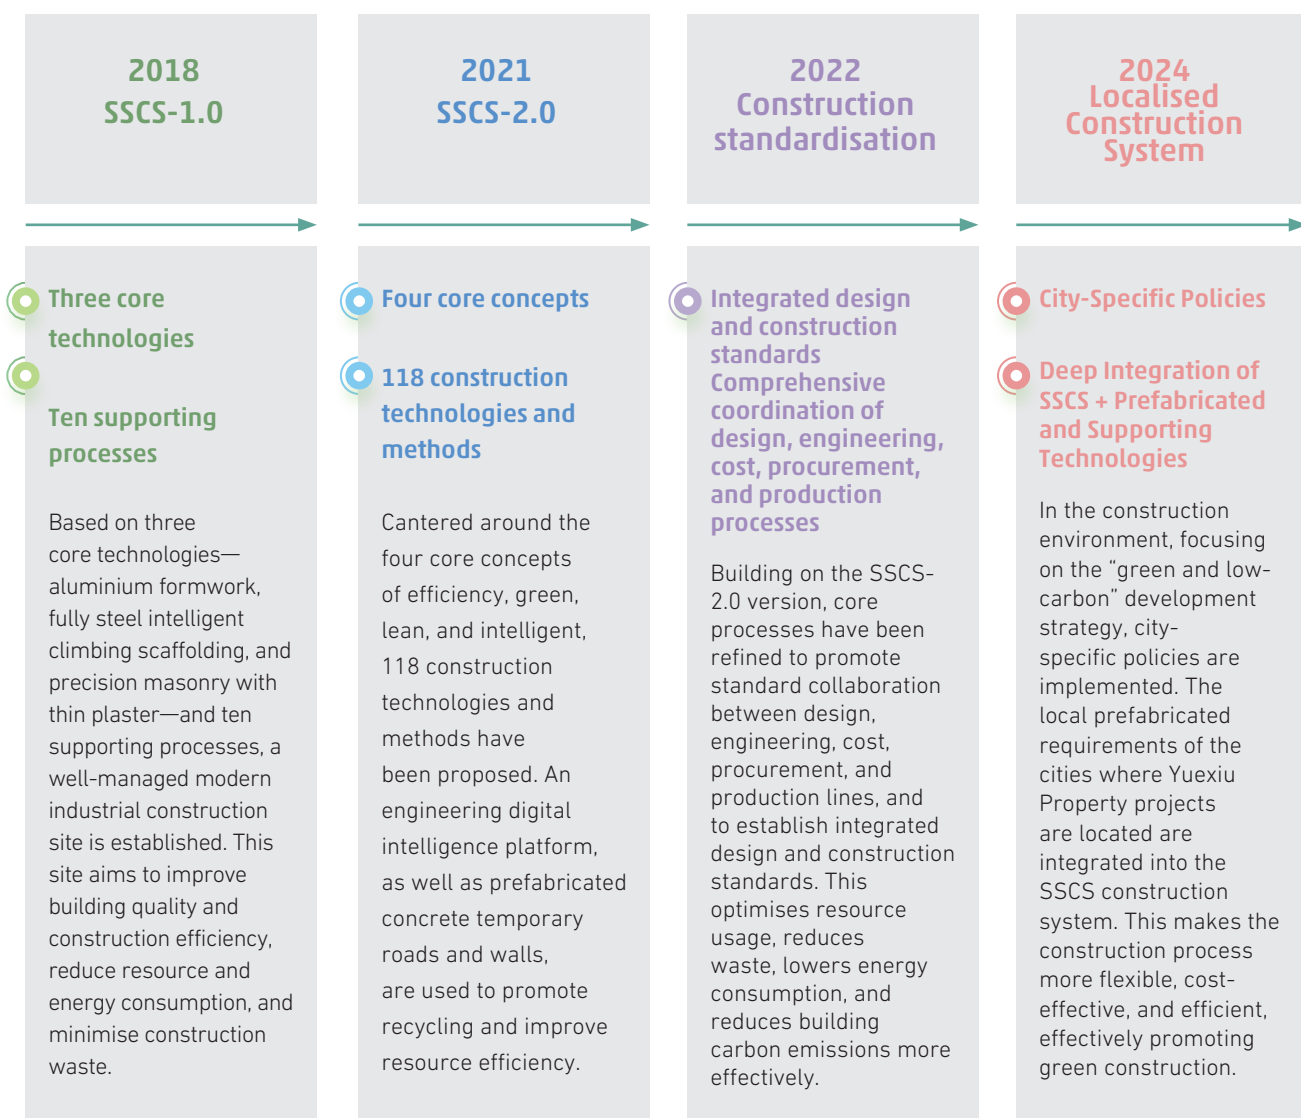 2018
SSCS-1.0
Three core
technologies
Ten supporting
processes
Based on three
core technologies—
aluminium formwork,
fully steel intelligent
climbing scaffolding, and
precision masonry with
thin plaster—and ten
supporting processes, a
well-managed modern
industrial construction
site is established. This
site aims to improve
building quality and
construction efficiency,
reduce resource and
energy consumption, and
minimise construction
waste.
2021
SSCS-2.0
Four core concepts
118 construction
technologies and
methods
Cantered around the
four core concepts
of efficiency, green,
lean, and intelligent,
118 construction
technologies and
methods have
been proposed. An
engineering digital
intelligence platform,
as well as prefabricated
concrete temporary
roads and walls,
are used to promote
recycling and improve
resource efficiency.
2022
Construction
standardisation
Integrated design
and construction
standards
Comprehensive
coordination of
design, engineering,
cost, procurement,
and production
processes
Building on the SSCS-
2.0 version, core
processes have been
refined to promote
standard collaboration
between design,
engineering, cost,
procurement, and
production lines, and
to establish integrated
design and construction
standards. This
optimises resource
usage, reduces
waste, lowers energy
consumption, and
reduces building
carbon emissions more
effectively.
2024
Localised
Construction
System
City-Specific Policies
Deep Integration of
SSCS + Prefabricated
and Supporting
Technologies
In the construction
environment, focusing
on the “green and low-
carbon” development
strategy, city-
specific policies are
implemented. The
local prefabricated
requirements of the
cities where Yuexiu
Property projects
are located are
integrated into the
SSCS construction
system. This makes the
construction process
more flexible, cost-
effective, and efficient,
effectively promoting
green construction.